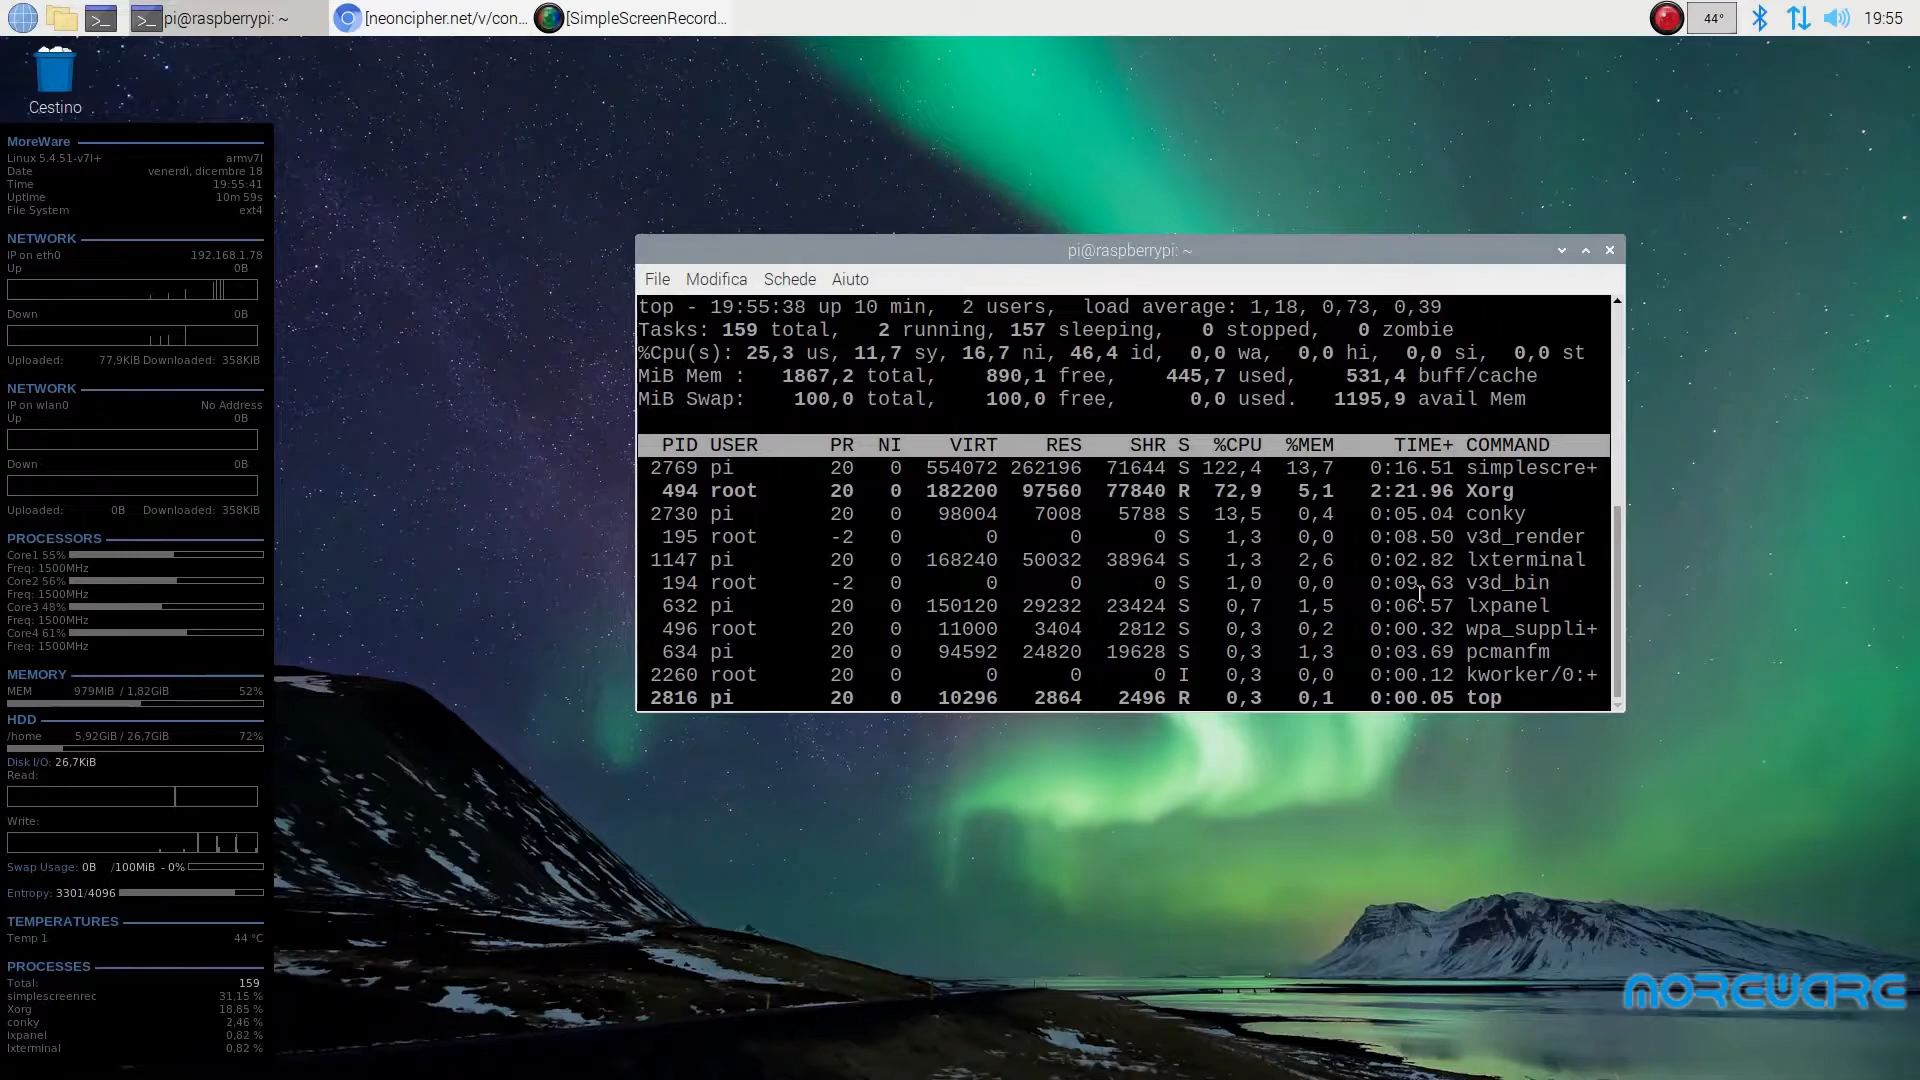 pi@raspberrypi: ~
[neoncipher.net/v/con...
[SimpleScreenRecord...
44°
19:55
Cestino
MoreWare
Linux 5.4.51-v7l+ armv7l
Date venerdì, dicembre 18
Time 19:55:41
Uptime 10m 59s
File System ext4
NETWORK
IP on eth0 192.168.1.78
Up 0B
Down 0B
Uploaded: 77,9KiB Downloaded: 358KiB
NETWORK
IP on wlan0 No Address
Up 0B
Down 0B
Uploaded: 0B Downloaded: 358KiB
PROCESSORS
Core1 55%
Freq: 1500MHz
Core2 56%
Freq: 1500MHz
Core3 48%
Freq: 1500MHz
Core4 61%
Freq: 1500MHz
MEMORY
MEM 979MiB / 1,82GiB 52%
HDD
/home 5,92GiB / 26,7GiB 72%
Disk I/O: 26,7KiB
Read:
Write:
Swap Usage: 0B /100MiB - 0%
Entropy: 3301/4096
TEMPERATURES
Temp 1 44 °C
PROCESSES
Total: 159
simplescreenrec 31,15 %
Xorg 18,85 %
conky 2,46 %
lxpanel 0,82 %
lxterminal 0,82 %
pi@raspberrypi: ~
File Modifica Schede Aiuto
top - 19:55:38 up 10 min, 2 users, load average: 1,18, 0,73, 0,39
Tasks: 159 total, 2 running, 157 sleeping, 0 stopped, 0 zombie
%Cpu(s): 25,3 us, 11,7 sy, 16,7 ni, 46,4 id, 0,0 wa, 0,0 hi, 0,0 si, 0,0 st
MiB Mem : 1867,2 total, 890,1 free, 445,7 used, 531,4 buff/cache
MiB Swap: 100,0 total, 100,0 free, 0,0 used. 1195,9 avail Mem
PID USER PR NI VIRT RES SHR S %CPU %MEM TIME+ COMMAND
2769 pi 20 0 554072 262196 71644 S 122,4 13,7 0:16.51 simplescre+
494 root 20 0 182200 97560 77840 R 72,9 5,1 2:21.96 Xorg
2730 pi 20 0 98004 7008 5788 S 13,5 0,4 0:05.04 conky
195 root -2 0 0 0 0 S 1,3 0,0 0:08.50 v3d_render
1147 pi 20 0 168240 50032 38964 S 1,3 2,6 0:02.82 lxterminal
194 root -2 0 0 0 0 S 1,0 0,0 0:09.63 v3d_bin
632 pi 20 0 150120 29232 23424 S 0,7 1,5 0:06.57 lxpanel
496 root 20 0 11000 3404 2812 S 0,3 0,2 0:00.32 wpa_suppli+
634 pi 20 0 94592 24820 19628 S 0,3 1,3 0:03.69 pcmanfm
2260 root 20 0 0 0 0 I 0,3 0,0 0:00.12 kworker/0:+
2816 pi 20 0 10296 2864 2496 R 0,3 0,1 0:00.05 top
MOREWARE